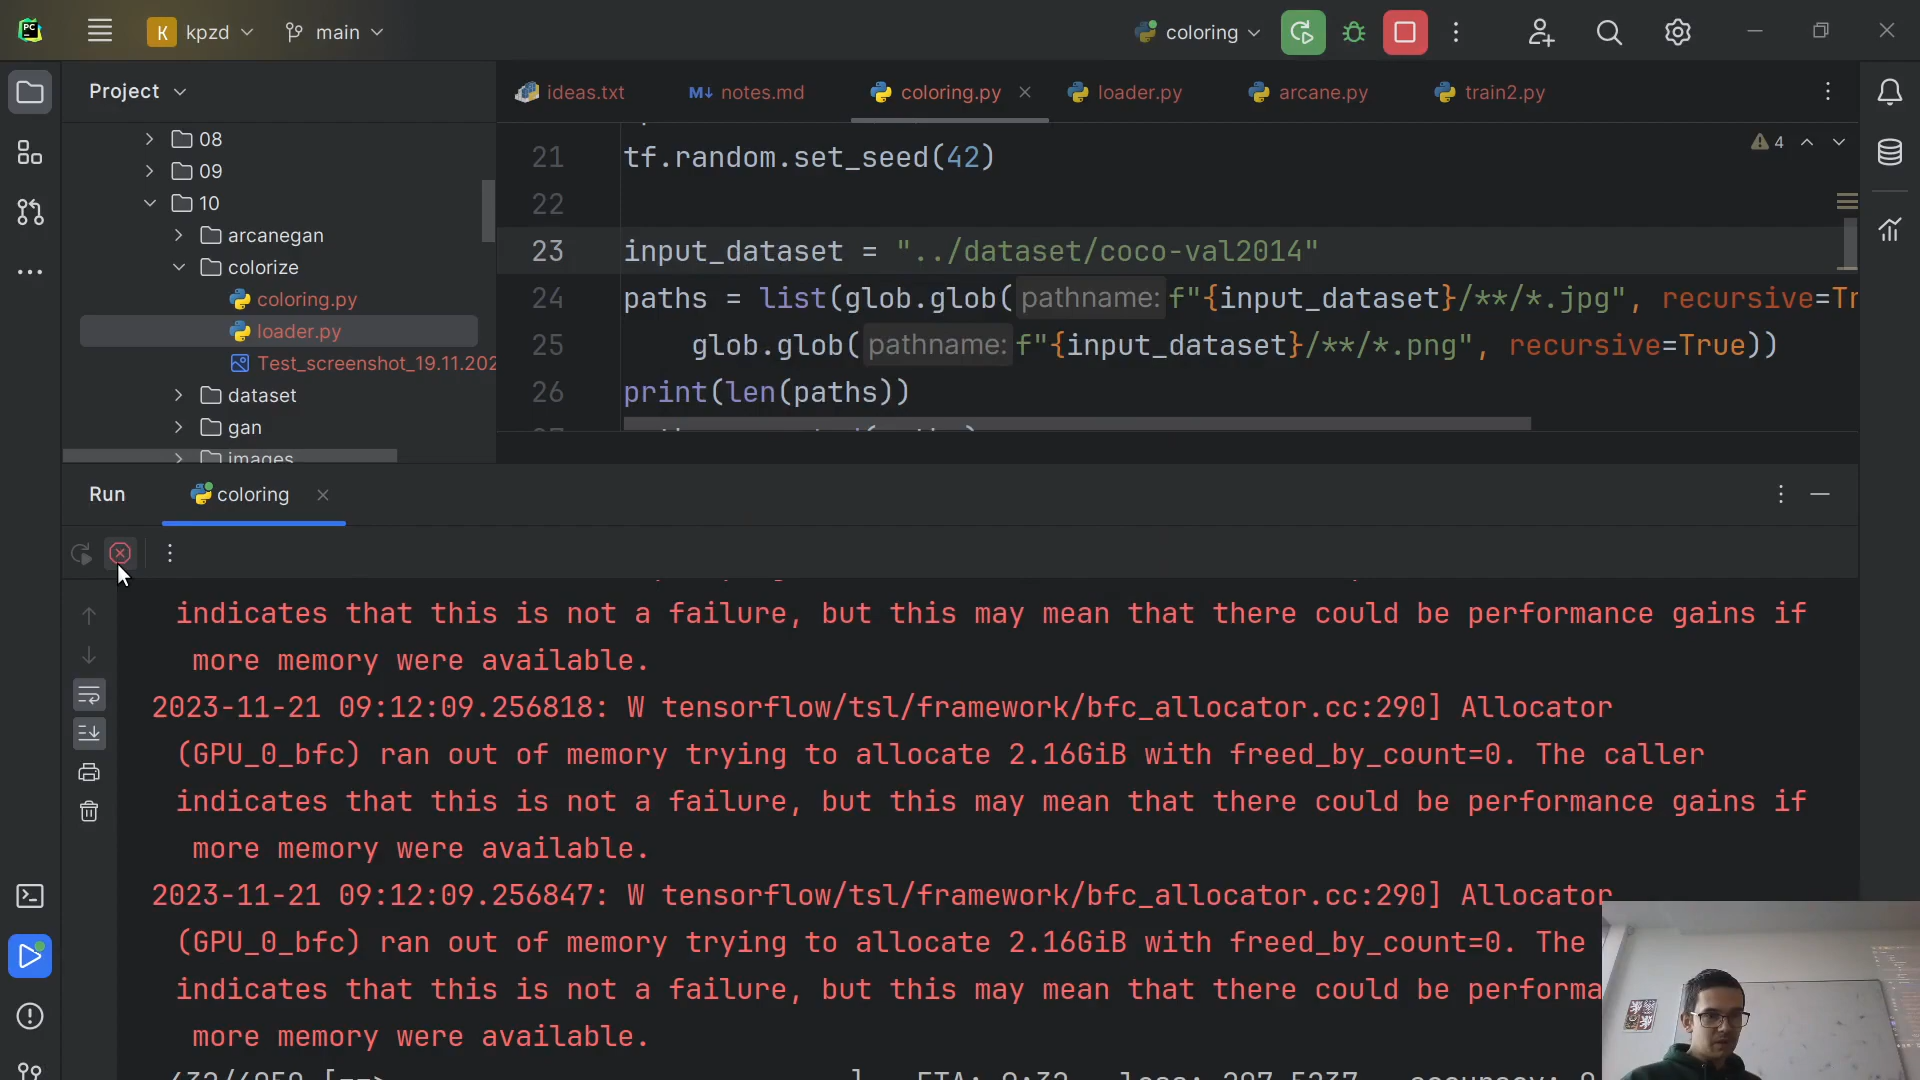 K kpzd main coloring
Project
ideas.txt notes.md coloring.py loader.py arcane.py train2.py
08
09
10
arcanegan
colorize
coloring.py
loader.py
Test_screenshot_19.11.202
dataset
gan
images
4
21 tf.random.set_seed(42)
22
23 input_dataset = "../dataset/coco-val2014"
24 paths = list(glob.glob( pathname: f"{input_dataset}/**/*.jpg", recursive=Tr
25 glob.glob( pathname: f"{input_dataset}/**/*.png", recursive=True))
26 print(len(paths))
Run coloring
indicates that this is not a failure, but this may mean that there could be performance gains if
more memory were available.
2023-11-21 09:12:09.256818: W tensorflow/tsl/framework/bfc_allocator.cc:290] Allocator
(GPU_0_bfc) ran out of memory trying to allocate 2.16GiB with freed_by_count=0. The caller
indicates that this is not a failure, but this may mean that there could be performance gains if
more memory were available.
2023-11-21 09:12:09.256847: W tensorflow/tsl/framework/bfc_allocator.cc:290] Allocator
(GPU_0_bfc) ran out of memory trying to allocate 2.16GiB with freed_by_count=0. The
indicates that this is not a failure, but this may mean that there could be performa
more memory were available.